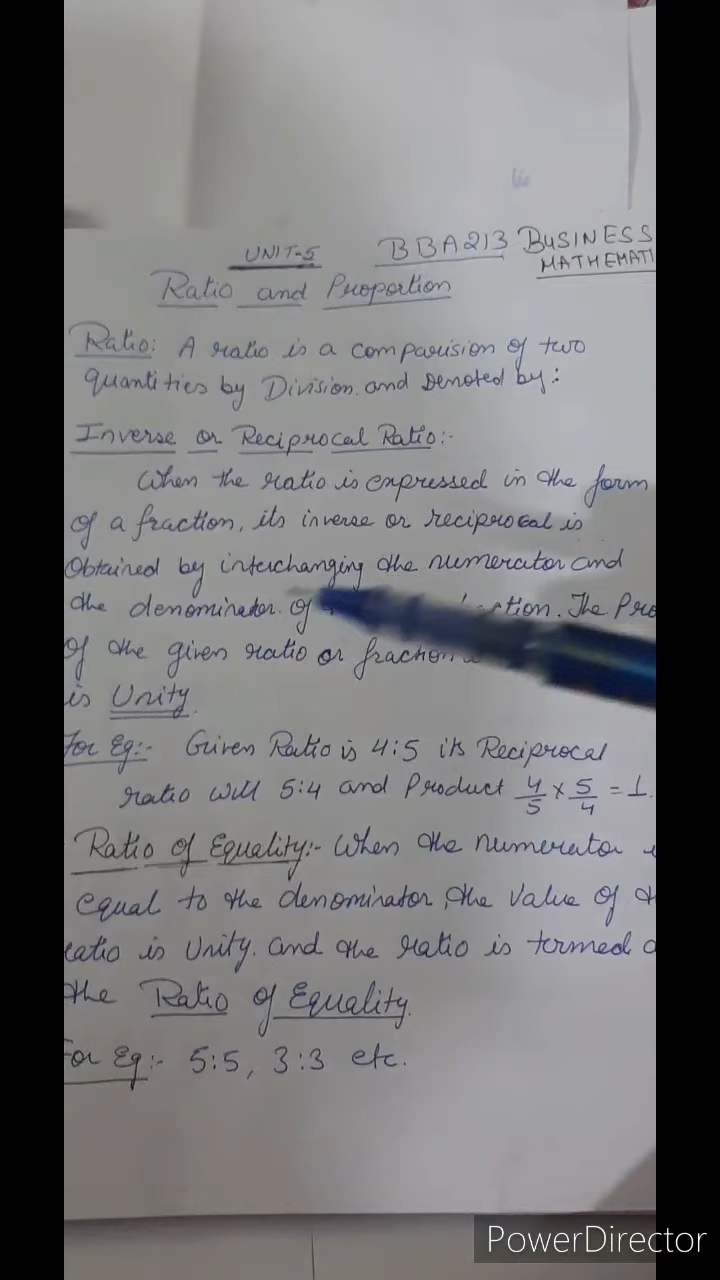 UNIT-5 BBA213 BUSINESS
MATHEMATI
Ratio and Proportion
Ratio: A ratio is a comparision of two
quantities by Division and Denoted by:
Inverse or Reciprocal Ratio:-
When the ratio is expressed in the form
of a fraction, its inverse or reciprocal is
Obtained by interchanging the numerator and
the denominator of ction. The Pro
of the given ratio or fraction
is Unity.
For Eg:- Given Ratio is 4:5 its Reciprocal
ratio will 5:4 and Product 4/5 × 5/4 = 1.
Ratio of Equality:- When the numerator
equal to the denominator, the value of
ratio is Unity. and the ratio is termed a
the Ratio of Equality.
For Eg:- 5:5, 3:3 etc.
PowerDirector